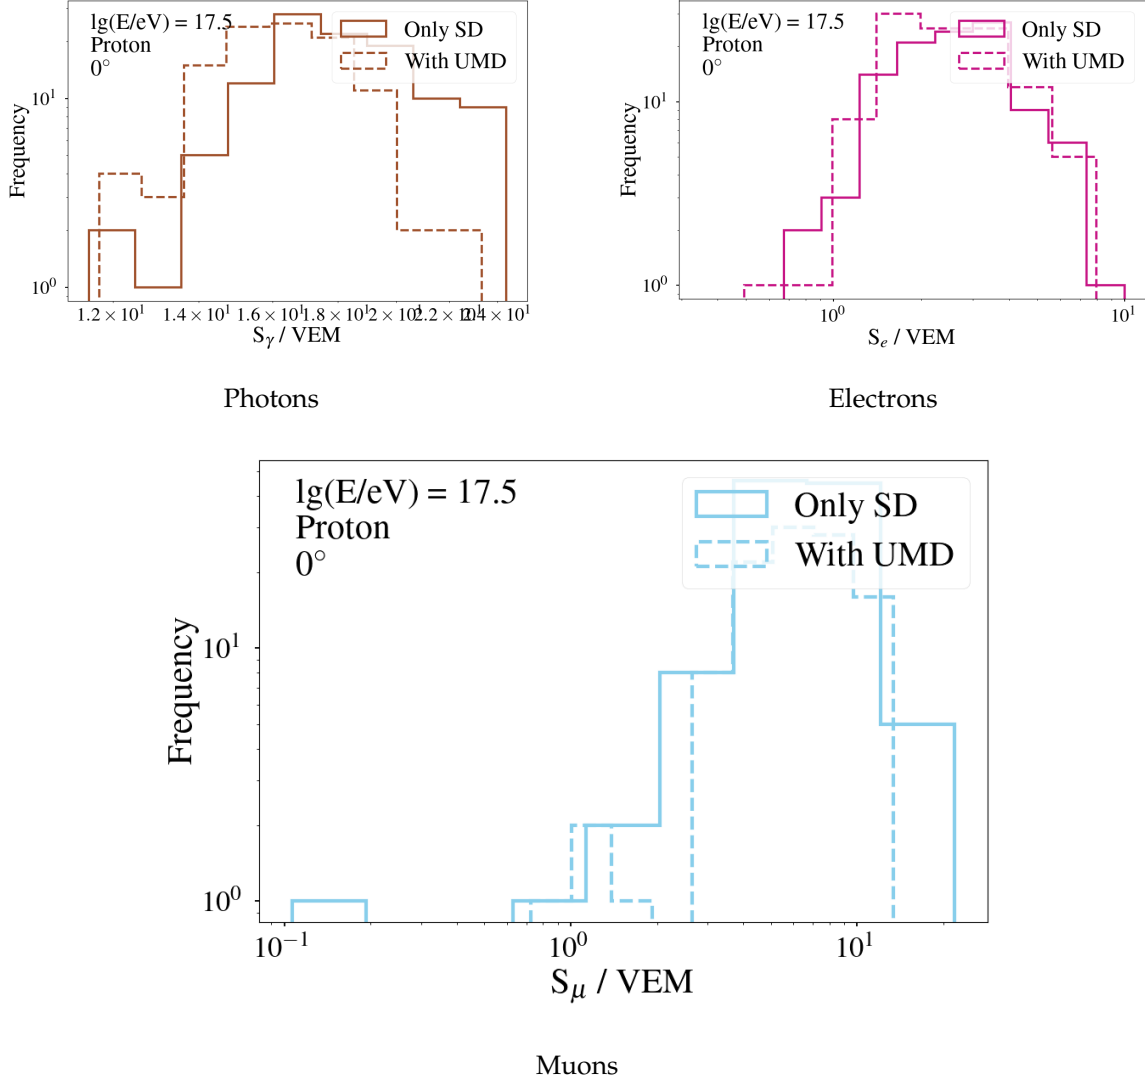 lg(E/eV) = 17.5
Proton
0°
Only SD
With UMD
Frequency
10¹
10⁰
1.2 × 10¹ 1.4 × 10¹ 1.6 × 10¹ 1.8 × 10¹ 2 × 10¹ 2.2 × 10¹ 2.4 × 10¹
S_γ / VEM
Photons
lg(E/eV) = 17.5
Proton
0°
Only SD
With UMD
Frequency
10¹
10⁰
10⁰ 10¹
S_e / VEM
Electrons
lg(E/eV) = 17.5
Proton
0°
Only SD
With UMD
Frequency
10¹
10⁰
10⁻¹ 10⁰ 10¹
S_μ / VEM
Muons